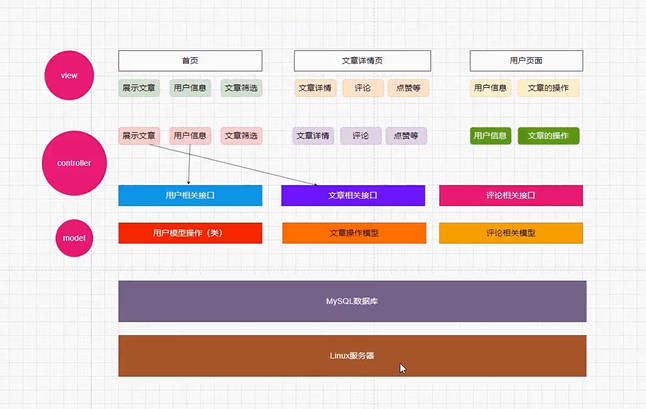 首页
文章详情页
用户页面
view
展示文章
用户信息
文章筛选
文章详情
评论
点赞等
用户信息
文章的操作
展示文章
用户信息
文章筛选
文章详情
评论
点赞等
用户信息
文章的操作
controller
用户相关接口
文章相关接口
评论相关接口
model
用户模型操作（类）
文章操作模型
评论相关模型
MySQL数据库
Linux服务器